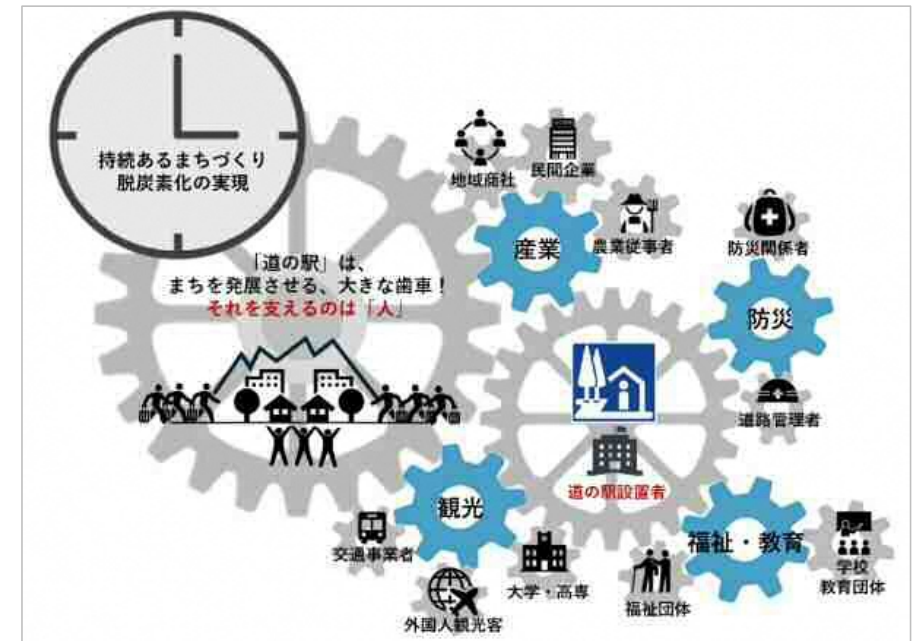 持続あるまちづくり
脱炭素化の実現
「道の駅」は、
まちを発展させる、大きな歯車！
それを支えるのは「人」
地域商社
民間企業
産業
農業従事者
防災関係者
防災
道路管理者
道の駅設置者
観光
交通事業者
外国人観光客
大学・高専
福祉・教育
福祉団体
学校
教育団体